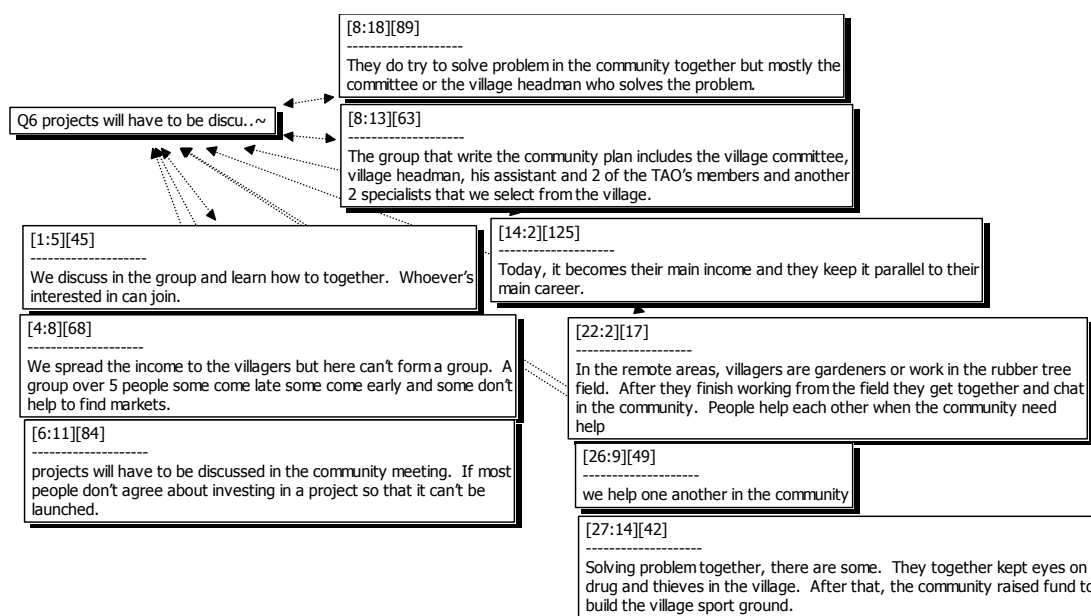 [8:18][89]
--------------------
They do try to solve problem in the community together but mostly the
committee or the village headman who solves the problem.
Q6 projects will have to be discu..~
[8:13][63]
--------------------
The group that write the community plan includes the village committee,
village headman, his assistant and 2 of the TAO's members and another
2 specialists that we select from the village.
[1:5][45]
--------------------
We discuss in the group and learn how to together. Whoever's
interested in can join.
[14:2][125]
--------------------
Today, it becomes their main income and they keep it parallel to their
main career.
[4:8][68]
--------------------
We spread the income to the villagers but here can't form a group. A
group over 5 people some come late some come early and some don't
help to find markets.
[22:2][17]
--------------------
In the remote areas, villagers are gardeners or work in the rubber tree
field. After they finish working from the field they get together and chat
in the community. People help each other when the community need
help
[6:11][84]
--------------------
projects will have to be discussed in the community meeting. If most
people don't agree about investing in a project so that it can't be
launched.
[26:9][49]
--------------------
we help one another in the community
[27:14][42]
--------------------
Solving problem together, there are some. They together kept eyes on
drug and thieves in the village. After that, the community raised fund to
build the village sport ground.